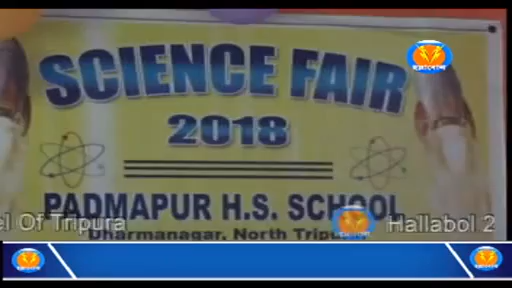 SCIENCE FAIR
2018
PADMAPUR H.S. SCHOOL
el Of Tripura
Hallabol 2
Dharmanagar, North Tripura